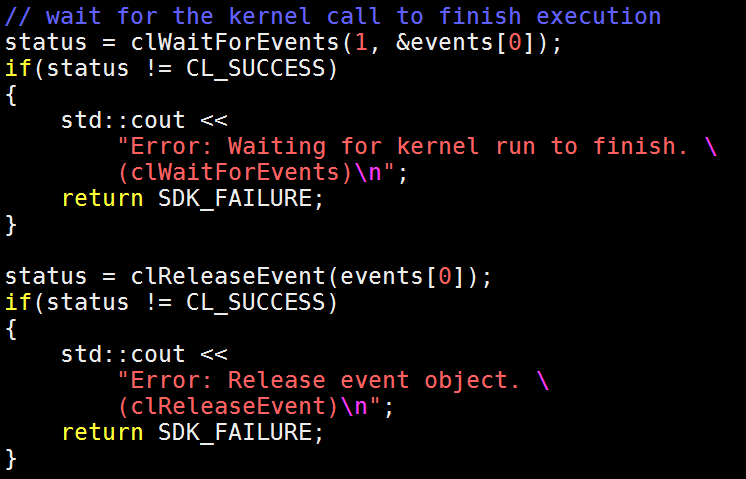 // wait for the kernel call to finish execution
status = clWaitForEvents(1, &events[0]);
if(status != CL_SUCCESS)
{
    std::cout <<
        "Error: Waiting for kernel run to finish. \
        (clWaitForEvents)\n";
    return SDK_FAILURE;
}

status = clReleaseEvent(events[0]);
if(status != CL_SUCCESS)
{
    std::cout <<
        "Error: Release event object. \
        (clReleaseEvent)\n";
    return SDK_FAILURE;
}